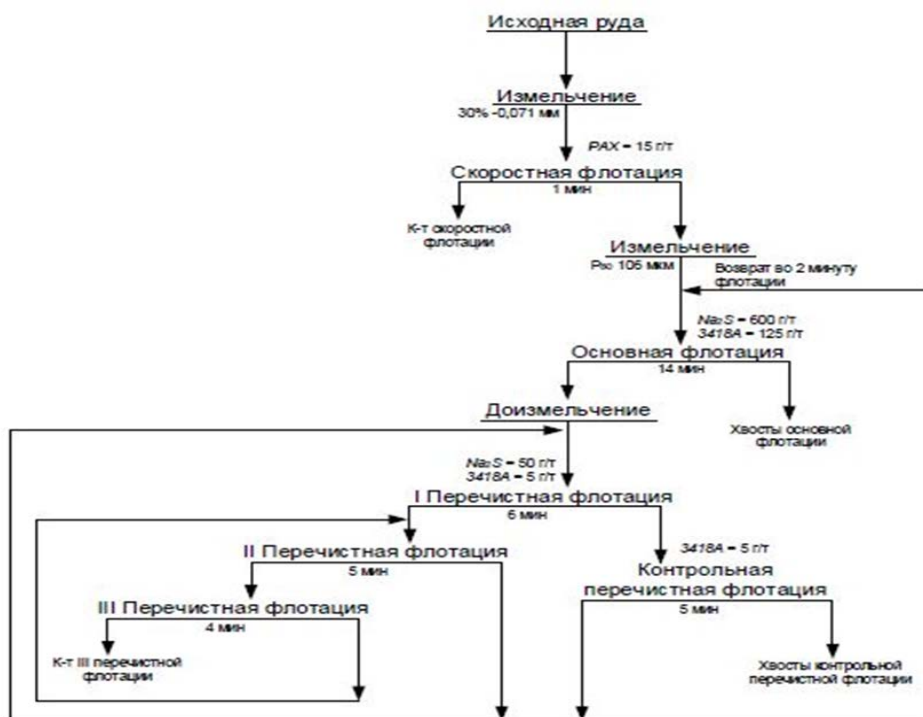 Исходная руда
Измельчение
30% -0,071 мм
PAX = 15 г/т
Скоростная флотация
1 мин
К-т скоростной
флотации
Измельчение
P₈₀ 106 мкм
Возврат во 2 минуту
флотации
Na₂S = 600 г/т
3418A = 125 г/т
Основная флотация
14 мин
Доизмельчение
Хвосты основной
флотации
Na₂S = 50 г/т
3418A = 5 г/т
I Перечистная флотация
6 мин
3418A = 5 г/т
II Перечистная флотация
5 мин
Контрольная
перечистная флотация
5 мин
III Перечистная флотация
4 мин
К-т III перечистной
флотации
Хвосты контрольной
перечистной флотации